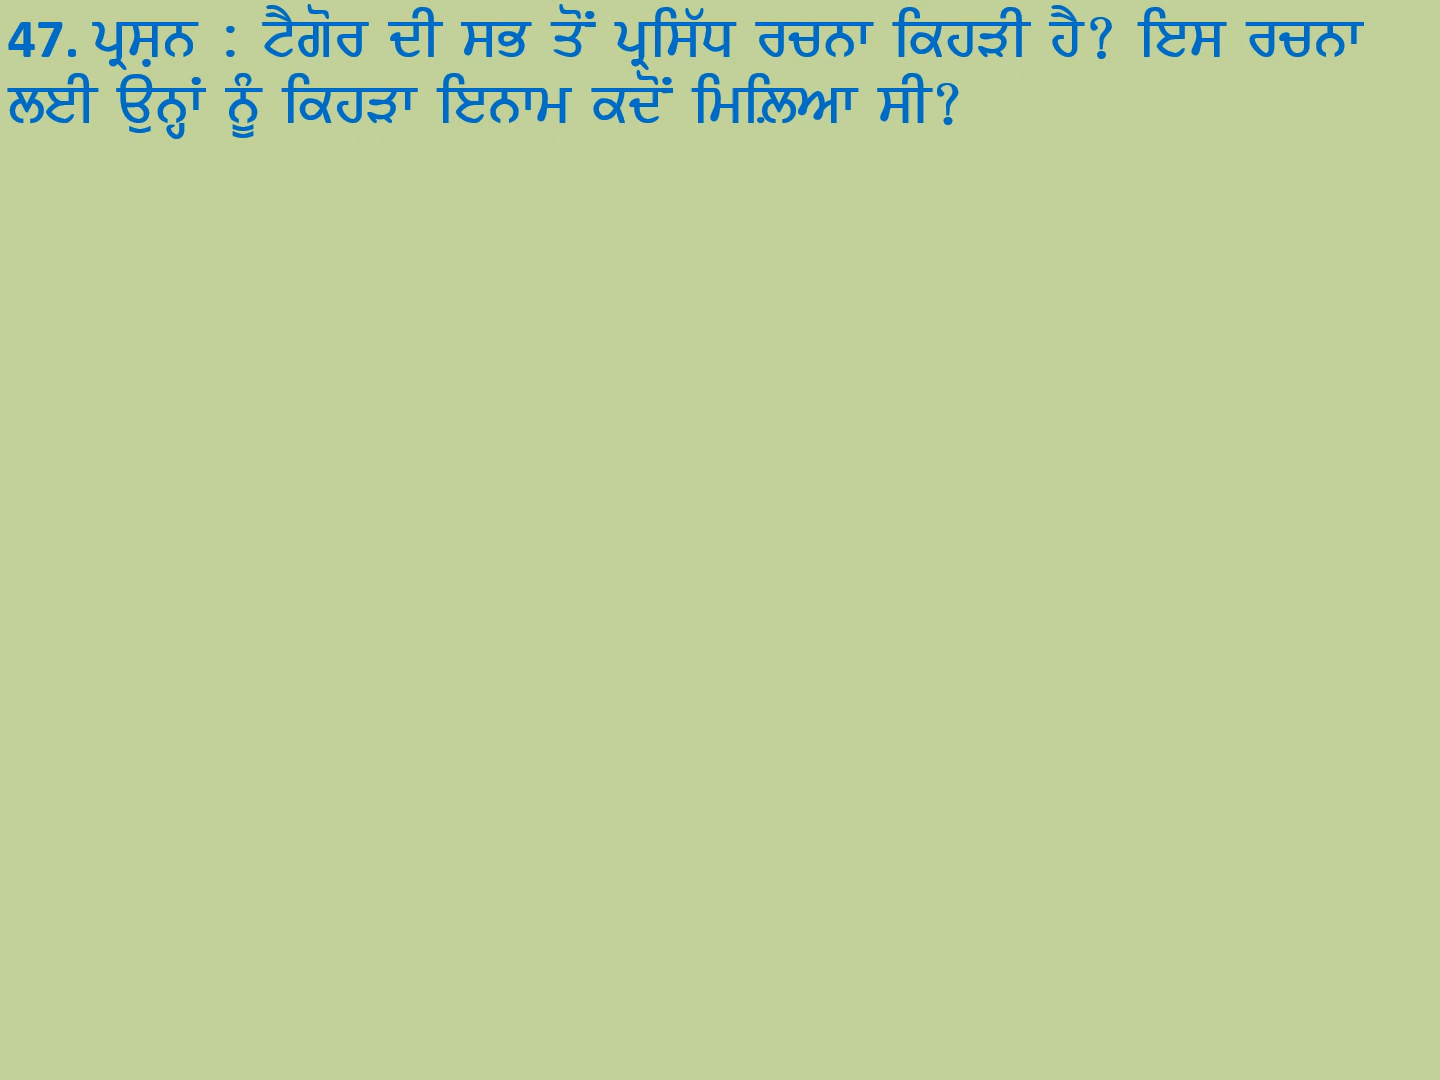 47. ਪ੍ਰਸ਼ਨ : ਟੈਗੋਰ ਦੀ ਸਭ ਤੋਂ ਪ੍ਰਸਿੱਧ ਰਚਨਾ ਕਿਹੜੀ ਹੈ? ਇਸ ਰਚਨਾ
ਲਈ ਉਨ੍ਹਾਂ ਨੂੰ ਕਿਹੜਾ ਇਨਾਮ ਕਦੋਂ ਮਿਲ਼ਿਆ ਸੀ?